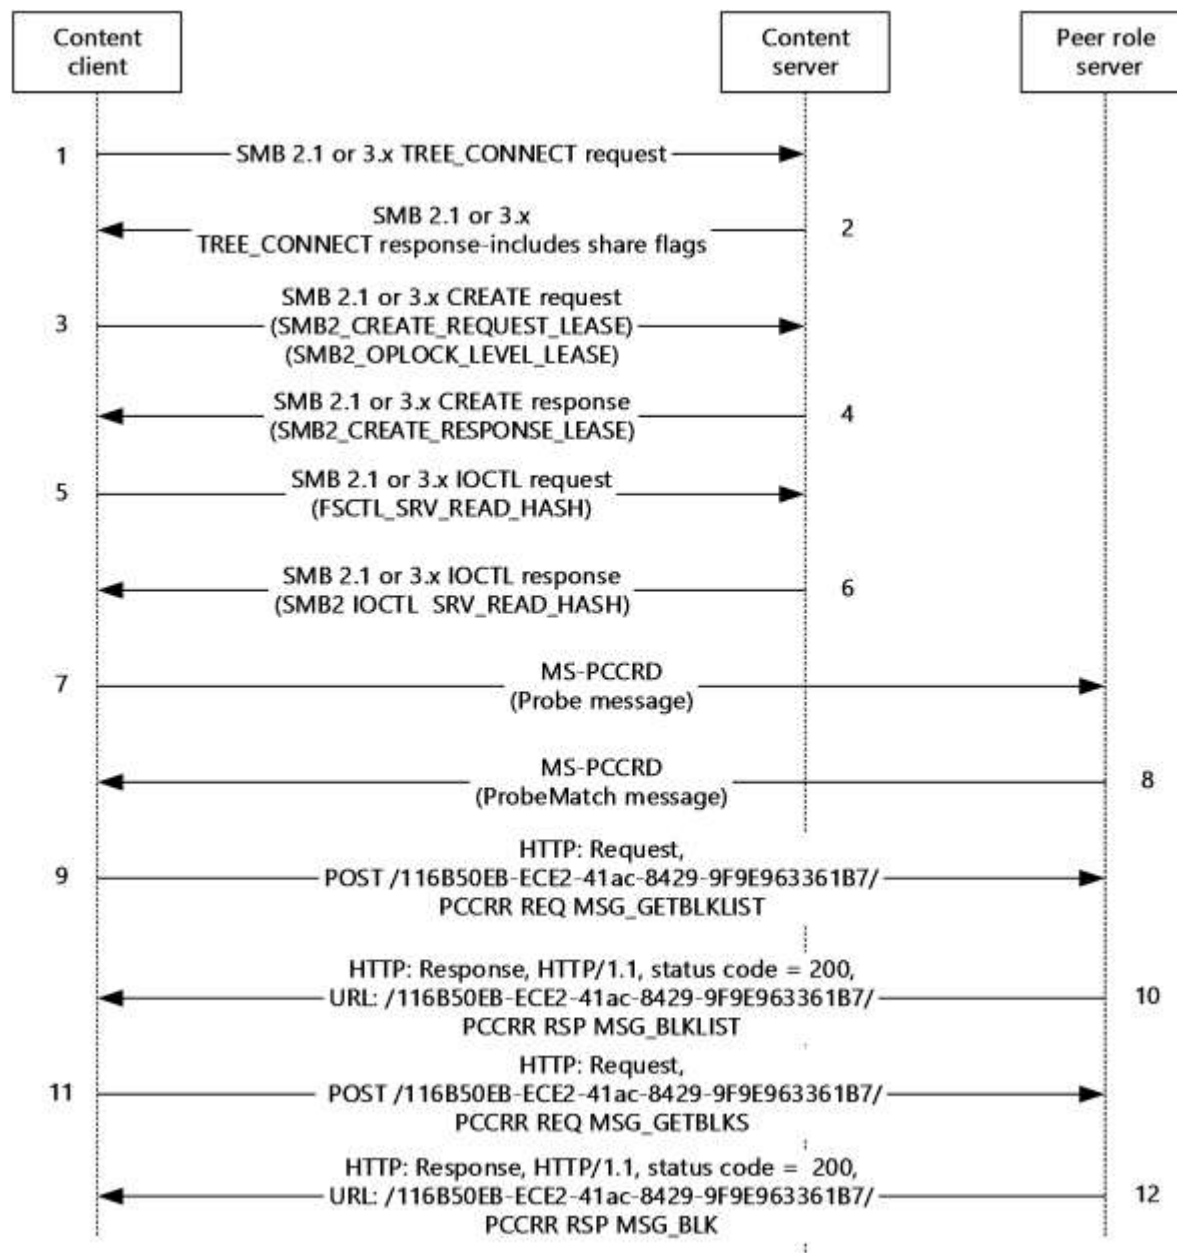 Content
client
Content
server
Peer role
server
1
SMB 2.1 or 3.x TREE_CONNECT request
SMB 2.1 or 3.x
TREE_CONNECT response-includes share flags
2
3
SMB 2.1 or 3.x CREATE request
(SMB2_CREATE_REQUEST_LEASE)
(SMB2_OPLOCK_LEVEL_LEASE)
SMB 2.1 or 3.x CREATE response
(SMB2_CREATE_RESPONSE_LEASE)
4
5
SMB 2.1 or 3.x IOCTL request
(FSCTL_SRV_READ_HASH)
SMB 2.1 or 3.x IOCTL response
(SMB2 IOCTL SRV_READ_HASH)
6
7
MS-PCCRD
(Probe message)
MS-PCCRD
(ProbeMatch message)
8
9
HTTP: Request,
POST /116B50EB-ECE2-41ac-8429-9F9E963361B7/
PCCRR REQ MSG_GETBLKLIST
HTTP: Response, HTTP/1.1, status code = 200,
URL: /116B50EB-ECE2-41ac-8429-9F9E963361B7/
PCCRR RSP MSG_BLKLIST
10
11
HTTP: Request,
POST /116B50EB-ECE2-41ac-8429-9F9E963361B7/
PCCRR REQ MSG_GETBLKS
HTTP: Response, HTTP/1.1, status code = 200,
URL: /116B50EB-ECE2-41ac-8429-9F9E963361B7/
PCCRR RSP MSG_BLK
12